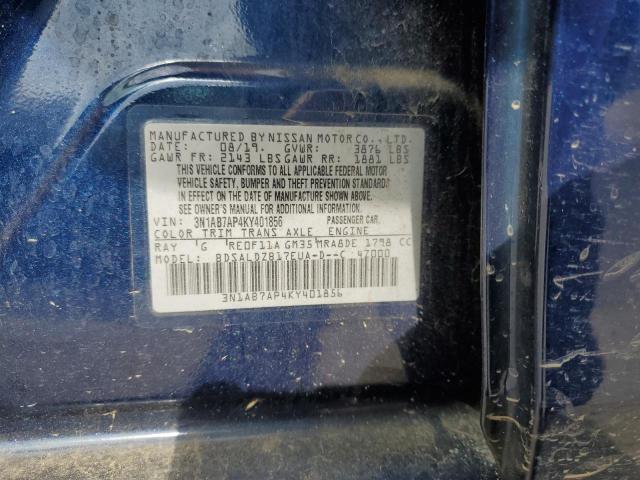 MANUFACTURED BY NISSAN MOTOR CO., LTD.
DATE: 08/19. GVWR: 3876 LBS
GAWR FR: 2143 LBS GAWR RR: 1881 LBS
THIS VEHICLE CONFORMS TO ALL APPLICABLE FEDERAL MOTOR
VEHICLE SAFETY, BUMPER AND THEFT PREVENTION STANDARDS
IN EFFECT ON THE DATE OF MANUFACTURE SHOWN ABOVE.
SEE OWNER'S MANUAL FOR ADDITIONAL INFORMATION.
VIN: 3N1AB7AP4KY401856 PASSENGER CAR
COLOR TRIM TRANS AXLE ENGINE
RAY G RE0F11A GM35 MRA8DE 1798 CC
MODEL: BDSALDZB17EUA-D--C 47000
3N1AB7AP4KY401856